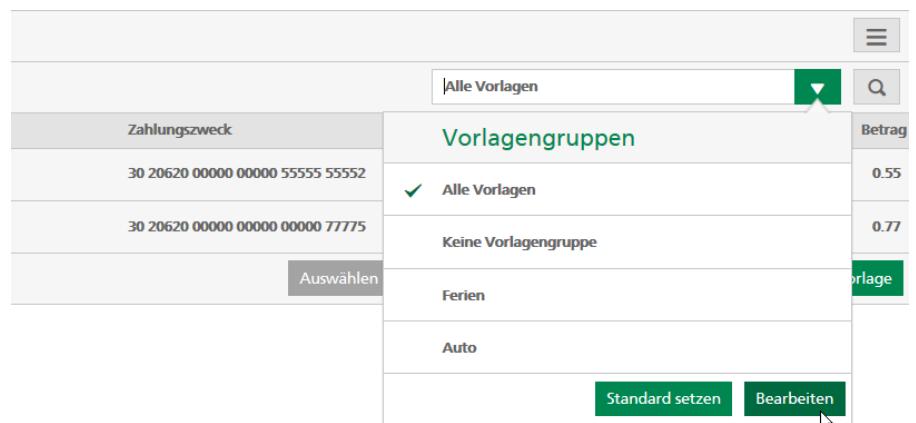 Alle Vorlagen
Zahlungszweck
Betrag
30 20620 00000 00000 55555 55552
0.55
30 20620 00000 00000 00000 77775
0.77
Auswählen
orlage
Vorlagengruppen
Alle Vorlagen
Keine Vorlagengruppe
Ferien
Auto
Standard setzen
Bearbeiten